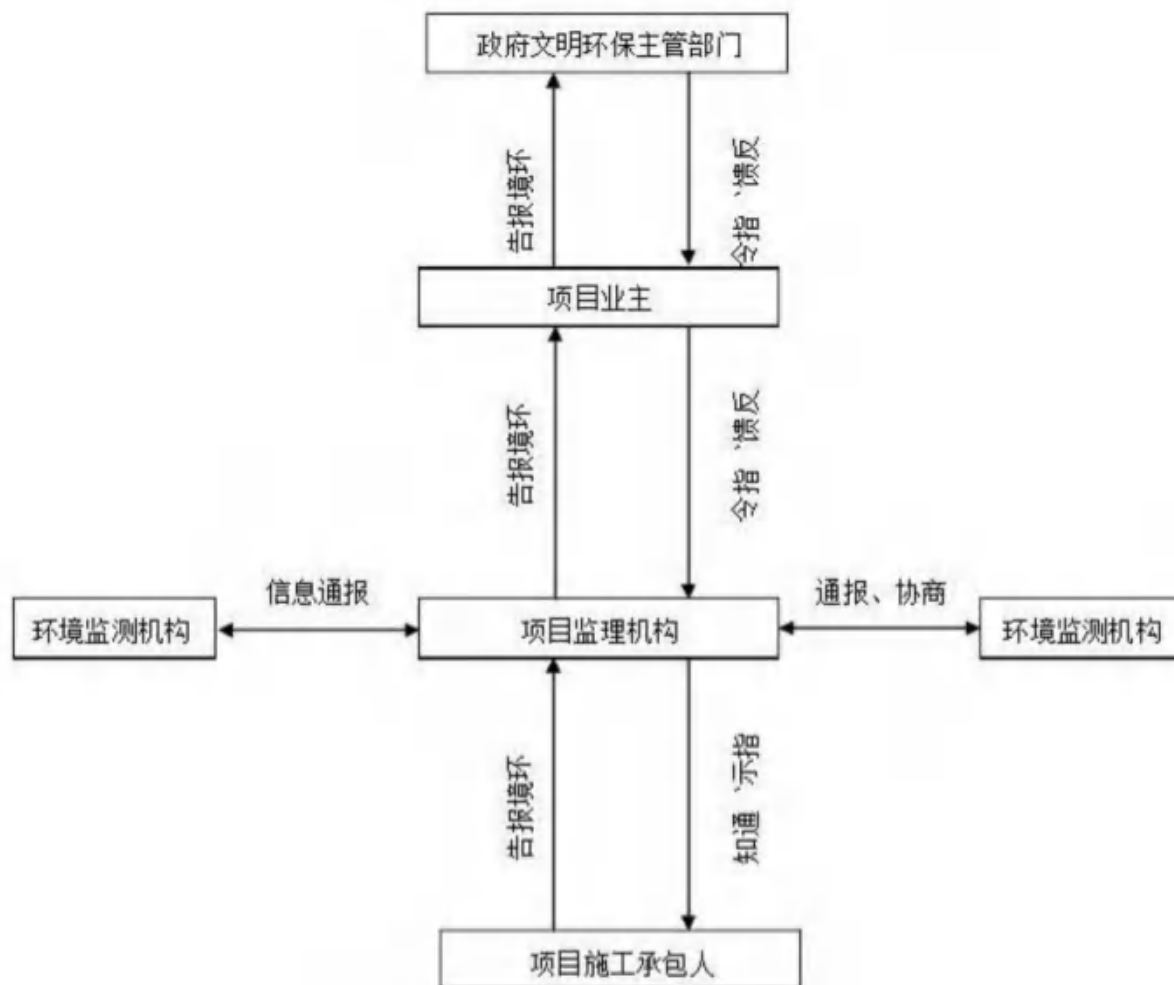 政府文明环保主管部门
环境报告
反馈、指令
项目业主
环境报告
反馈、指令
信息通报
通报、协商
环境监测机构
项目监理机构
环境监测机构
环境报告
指示、通知
项目施工承包人